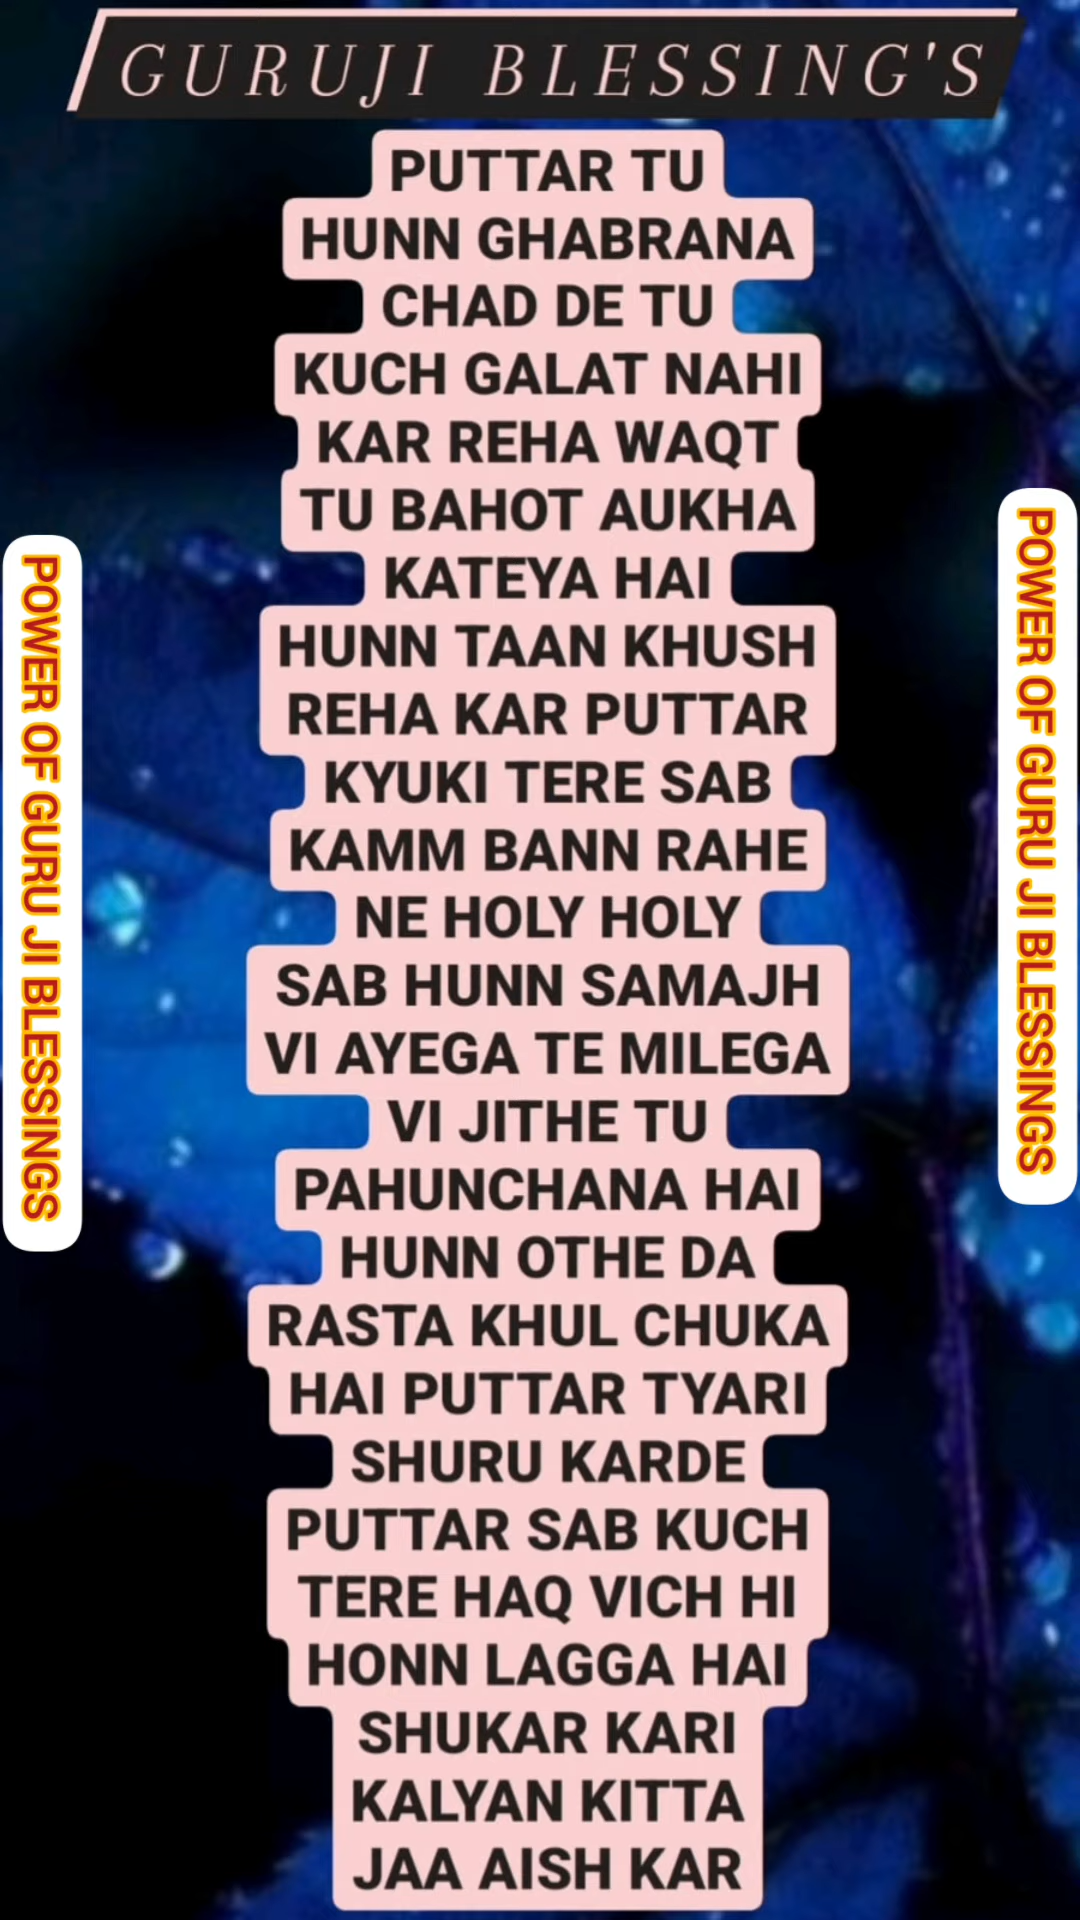 GURUJI BLESSING'S
PUTTAR TU
HUNN GHABRANA
CHAD DE TU
KUCH GALAT NAHI
KAR REHA WAQT
TU BAHOT AUKHA
KATEYA HAI
HUNN TAAN KHUSH
REHA KAR PUTTAR
KYUKI TERE SAB
KAMM BANN RAHE
NE HOLY HOLY
SAB HUNN SAMAJH
VI AYEGA TE MILEGA
VI JITHE TU
PAHUNCHANA HAI
HUNN OTHE DA
RASTA KHUL CHUKA
HAI PUTTAR TYARI
SHURU KARDE
PUTTAR SAB KUCH
TERE HAQ VICH HI
HONN LAGGA HAI
SHUKAR KARI
KALYAN KITTA
JAA AISH KAR
POWER OF GURU JI BLESSINGS
POWER OF GURU JI BLESSINGS